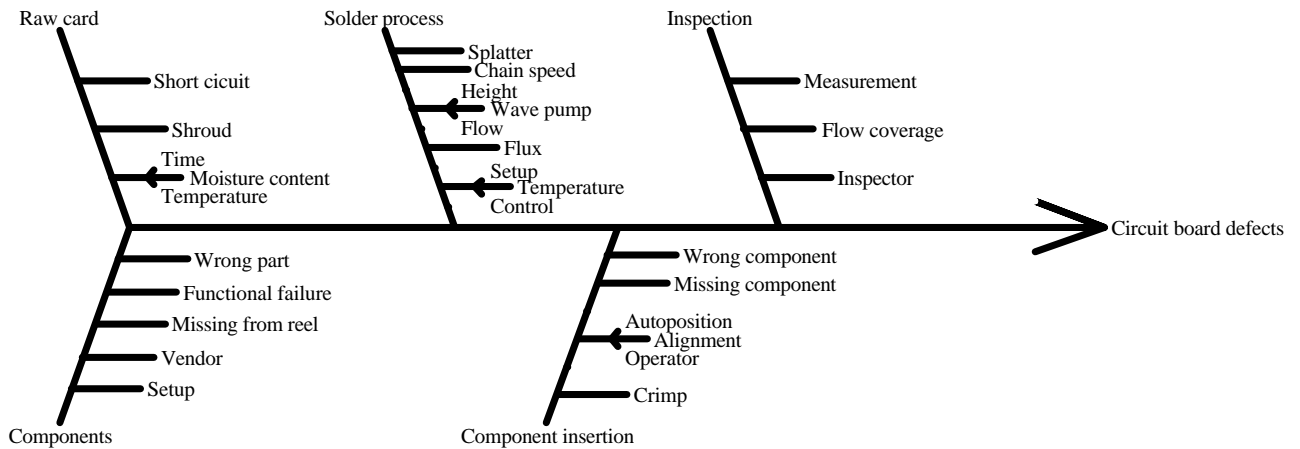 Raw card
Solder process
Inspection
Splatter
Chain speed
Short cicuit
Measurement
Height
Wave pump
Shroud
Flow
Flow coverage
Flux
Time
Moisture content
Temperature
Setup
Temperature
Control
Inspector
Circuit board defects
Wrong part
Functional failure
Missing from reel
Vendor
Setup
Wrong component
Missing component
Autoposition
Alignment
Operator
Crimp
Components
Component insertion